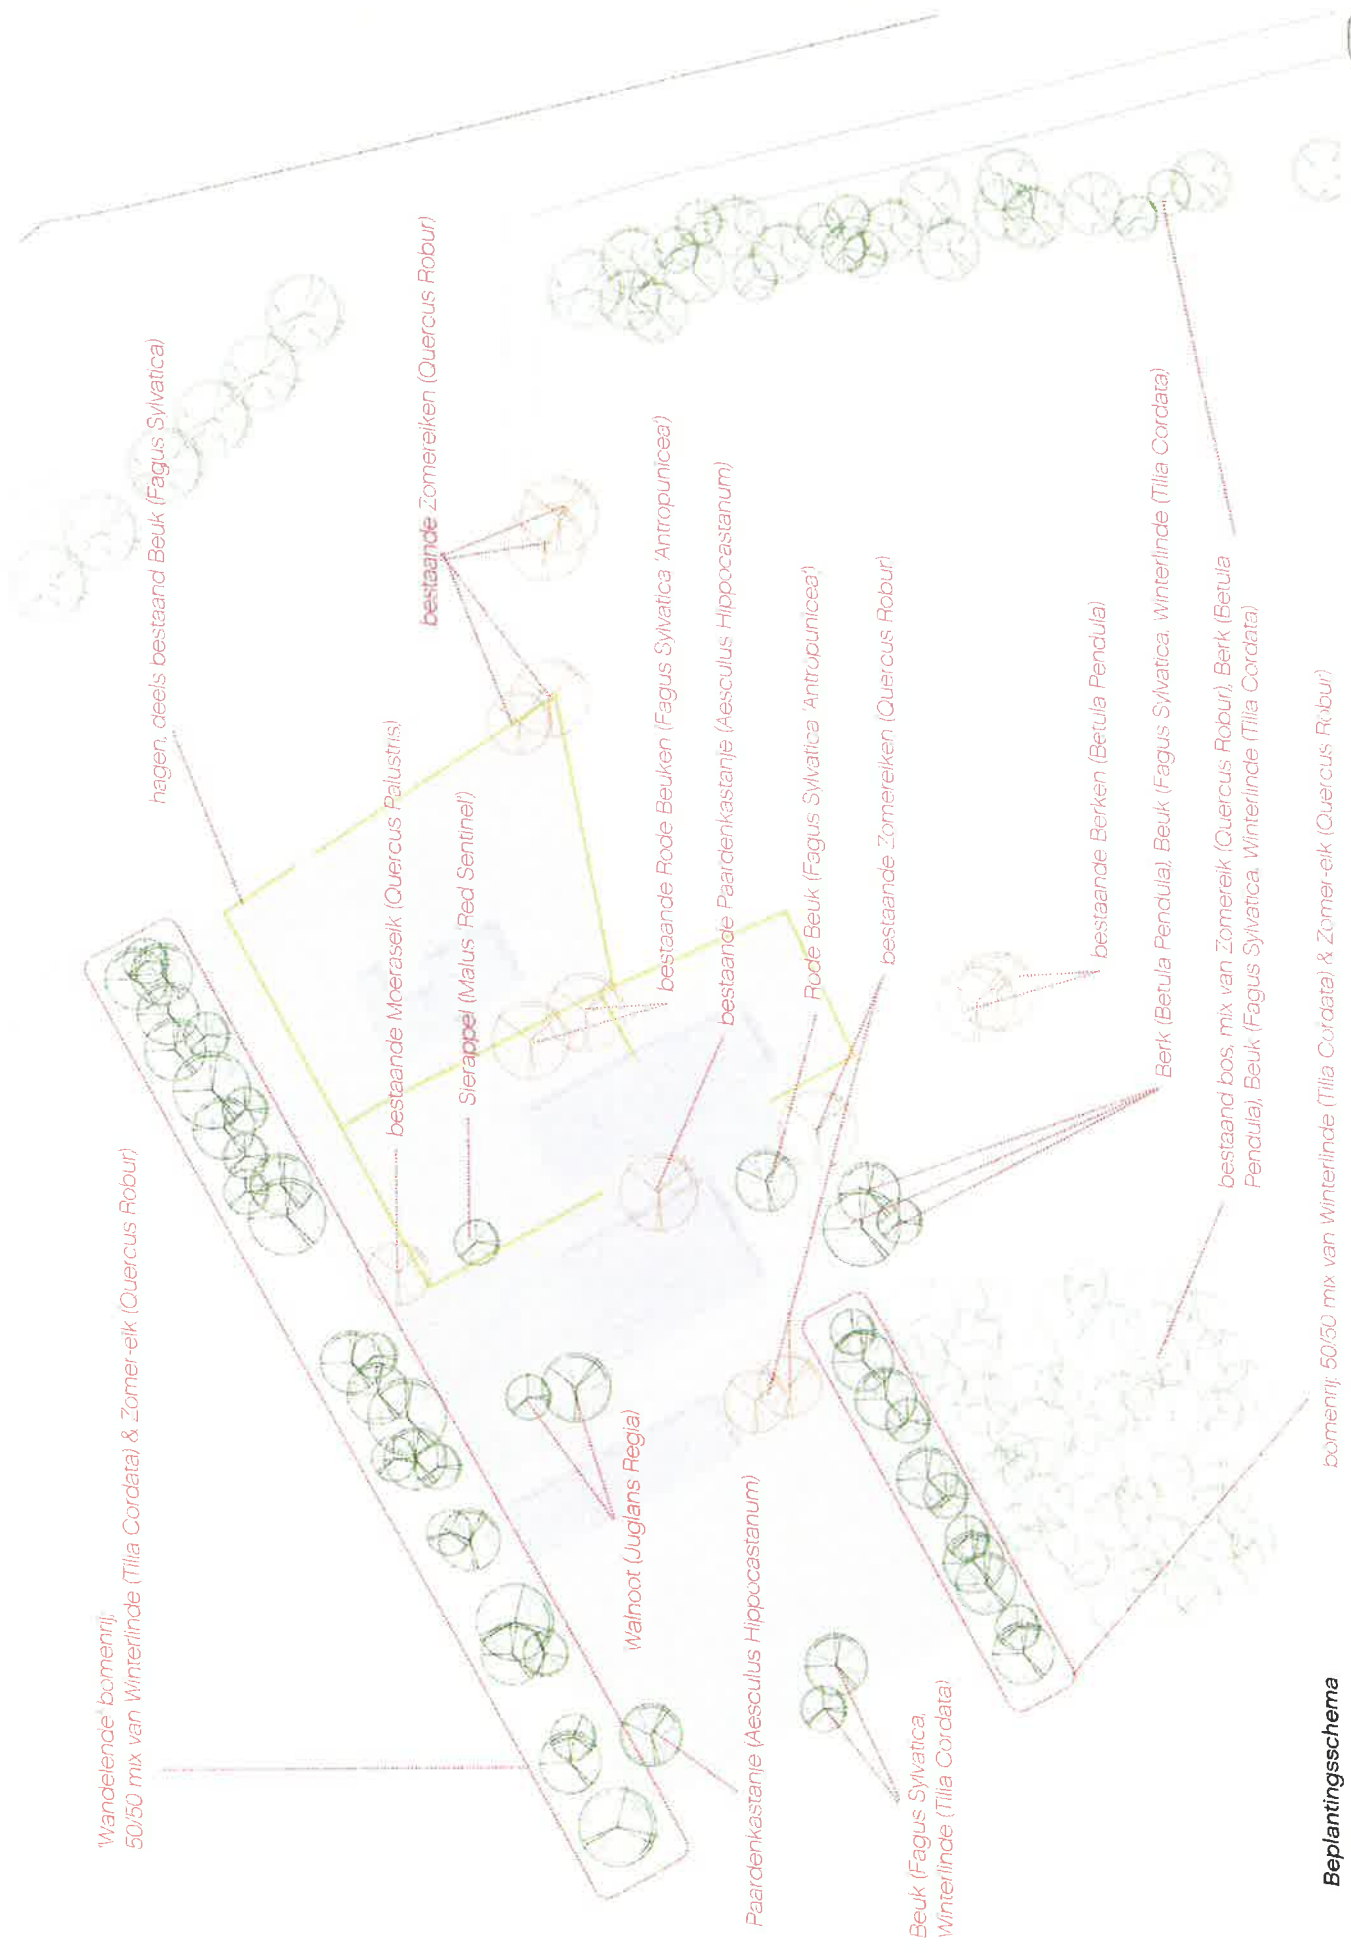 'Wandelende' bomenrij;
50/50 mix van Winterlinde (Tilia Cordata) & Zomer-eik (Quercus Robur)
hagen, deels bestaand Beuk (Fagus Sylvatica)
bestaande Moeraseik (Quercus Palustris)
bestaande Zomereiken (Quercus Robur)
Sierappel (Malus 'Red Sentinel')
Walnoot (Juglans Regia)
bestaande Rode Beuken (Fagus Sylvatica 'Antropunicea')
bestaande Paardenkastanje (Aesculus Hippocastanum)
Paardenkastanje (Aesculus Hippocastanum)
Rode Beuk (Fagus Sylvatica 'Antropunicea')
bestaande Zomereiken (Quercus Robur)
Beuk (Fagus Sylvatica,
Winterlinde (Tilia Cordata)
bestaande Berken (Betula Pendula)
Berk (Betula Pendula), Beuk (Fagus Sylvatica, Winterlinde (Tilia Cordata)
bestaand bos, mix van Zomereik (Quercus Robur), Berk (Betula
Pendula), Beuk (Fagus Sylvatica, Winterlinde (Tilia Cordata)
bomenrij; 50/50 mix van Winterlinde (Tilia Cordata) & Zomer-eik (Quercus Robur)
Beplantingsschema